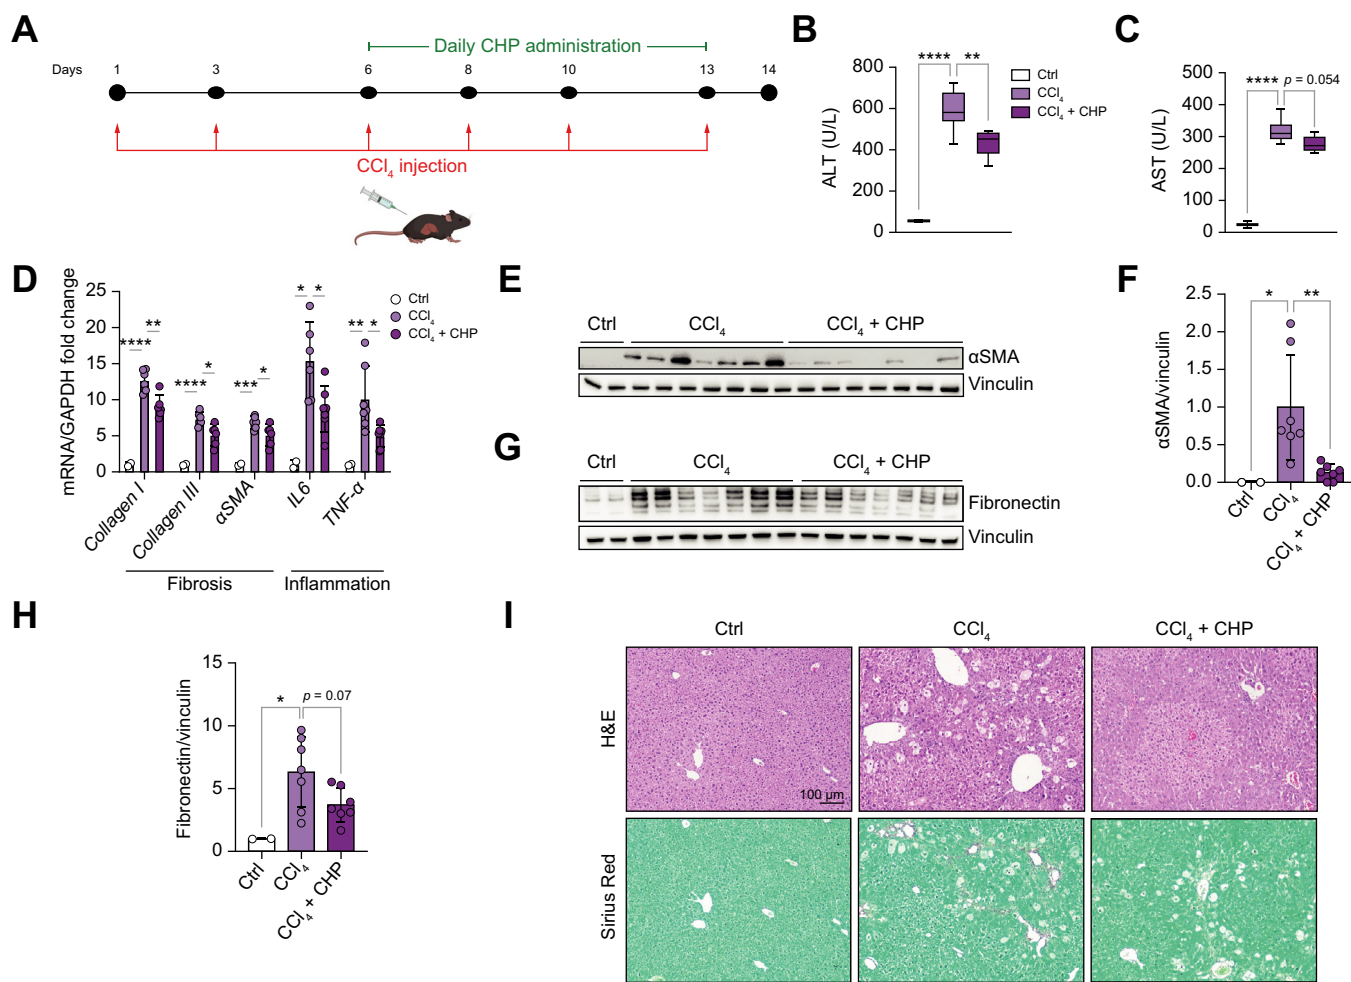 A
Daily CHP administration
Days
1 3 6 8 10 13 14
CCl4 injection
B
ALT (U/L)
800
600
400
200
0
**** **
Ctrl
CCl4
CCl4 + CHP
C
AST (U/L)
500
400
300
200
100
0
**** p = 0.054
D
mRNA/GAPDH fold change
25
20
15
10
5
0
Ctrl
CCl4
CCl4 + CHP
**** **
**** *
*** *
* *
** *
Collagen I
Collagen III
αSMA
IL6
TNF-α
Fibrosis
Inflammation
E
Ctrl CCl4 CCl4 + CHP
αSMA
Vinculin
F
αSMA/vinculin
2.5
2.0
1.5
1.0
0.5
0.0
* **
Ctrl
CCl4
CCl4 + CHP
G
Ctrl CCl4 CCl4 + CHP
Fibronectin
Vinculin
H
Fibronectin/vinculin
15
10
5
0
* p = 0.07
Ctrl
CCl4
CCl4 + CHP
I
Ctrl CCl4 CCl4 + CHP
H&E
100 µm
Sirius Red